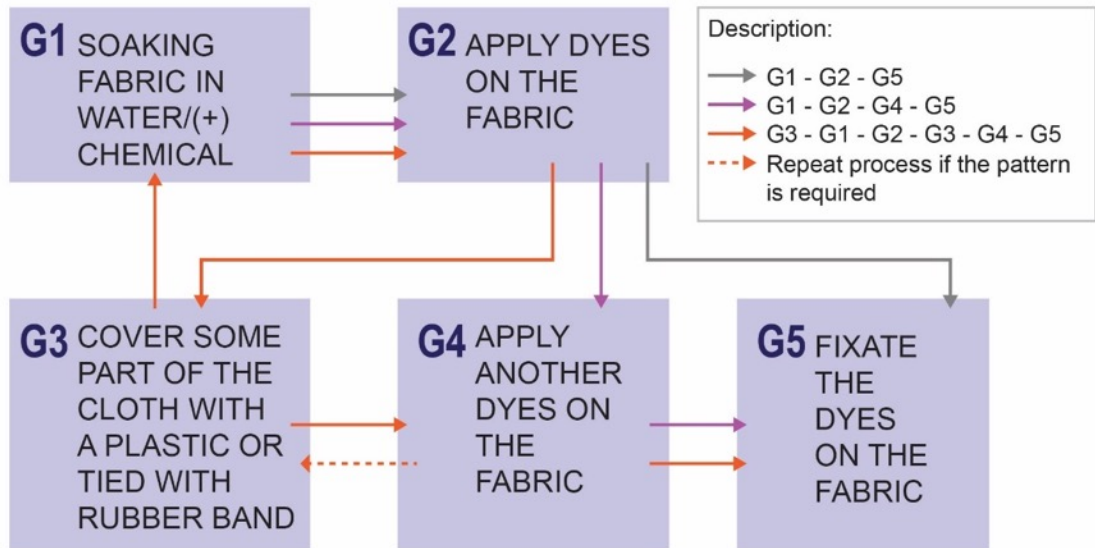 G1 SOAKING
FABRIC IN
WATER/(+)
CHEMICAL
G2 APPLY DYES
ON THE
FABRIC
Description:
G1 - G2 - G5
G1 - G2 - G4 - G5
G3 - G1 - G2 - G3 - G4 - G5
Repeat process if the pattern
is required
G3 COVER SOME
PART OF THE
CLOTH WITH
A PLASTIC OR
TIED WITH
RUBBER BAND
G4 APPLY
ANOTHER
DYES ON
THE
FABRIC
G5 FIXATE
THE
DYES
ON THE
FABRIC